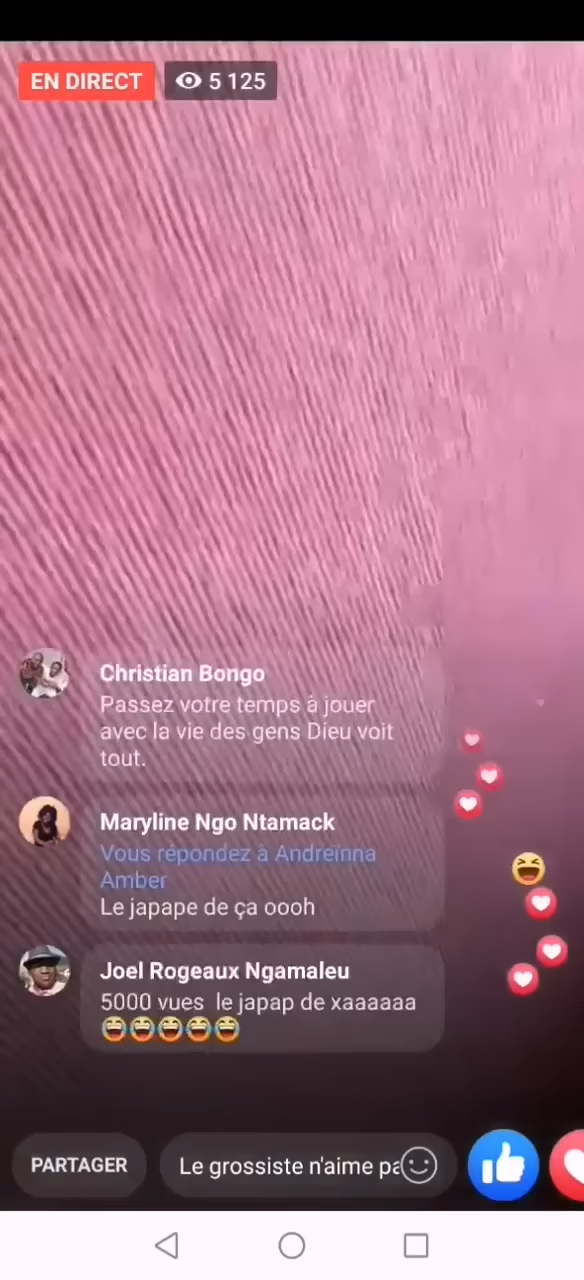 EN DIRECT
5 125
Christian Bongo
Passez votre temps à jouer
avec la vie des gens Dieu voit
tout.
Maryline Ngo Ntamack
Vous répondez à Andreïnna
Amber
Le japape de ça oooh
Joel Rogeaux Ngamaleu
5000 vues le japap de xaaaaaa
😂😂😂😂😂
PARTAGER
Le grossiste n'aime pa